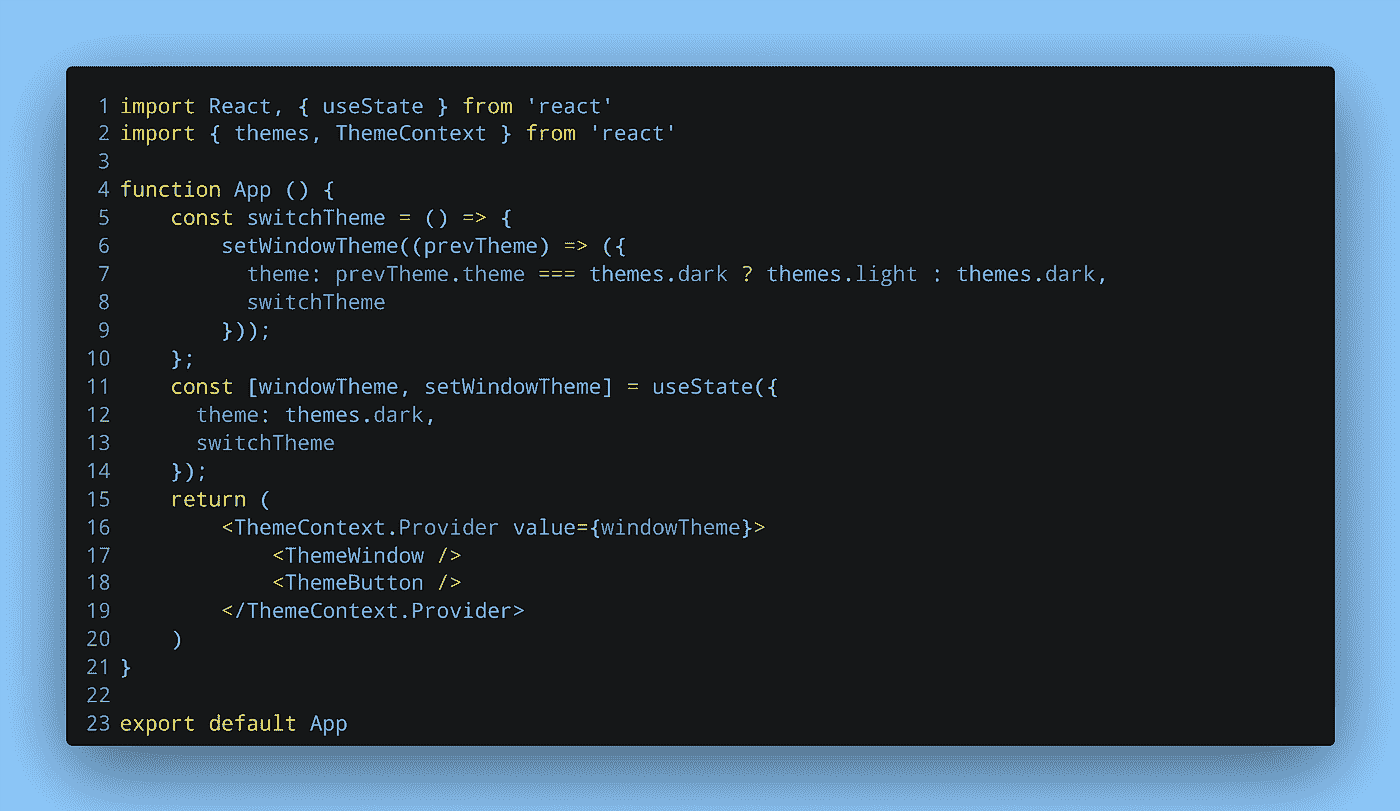 1 import React, { useState } from 'react'
2 import { themes, ThemeContext } from 'react'
3
4 function App () {
5     const switchTheme = () => {
6         setWindowTheme((prevTheme) => ({
7           theme: prevTheme.theme === themes.dark ? themes.light : themes.dark,
8           switchTheme
9         }));
10     };
11     const [windowTheme, setWindowTheme] = useState({
12       theme: themes.dark,
13       switchTheme
14     });
15     return (
16         <ThemeContext.Provider value={windowTheme}>
17             <ThemeWindow />
18             <ThemeButton />
19         </ThemeContext.Provider>
20     )
21 }
22
23 export default App